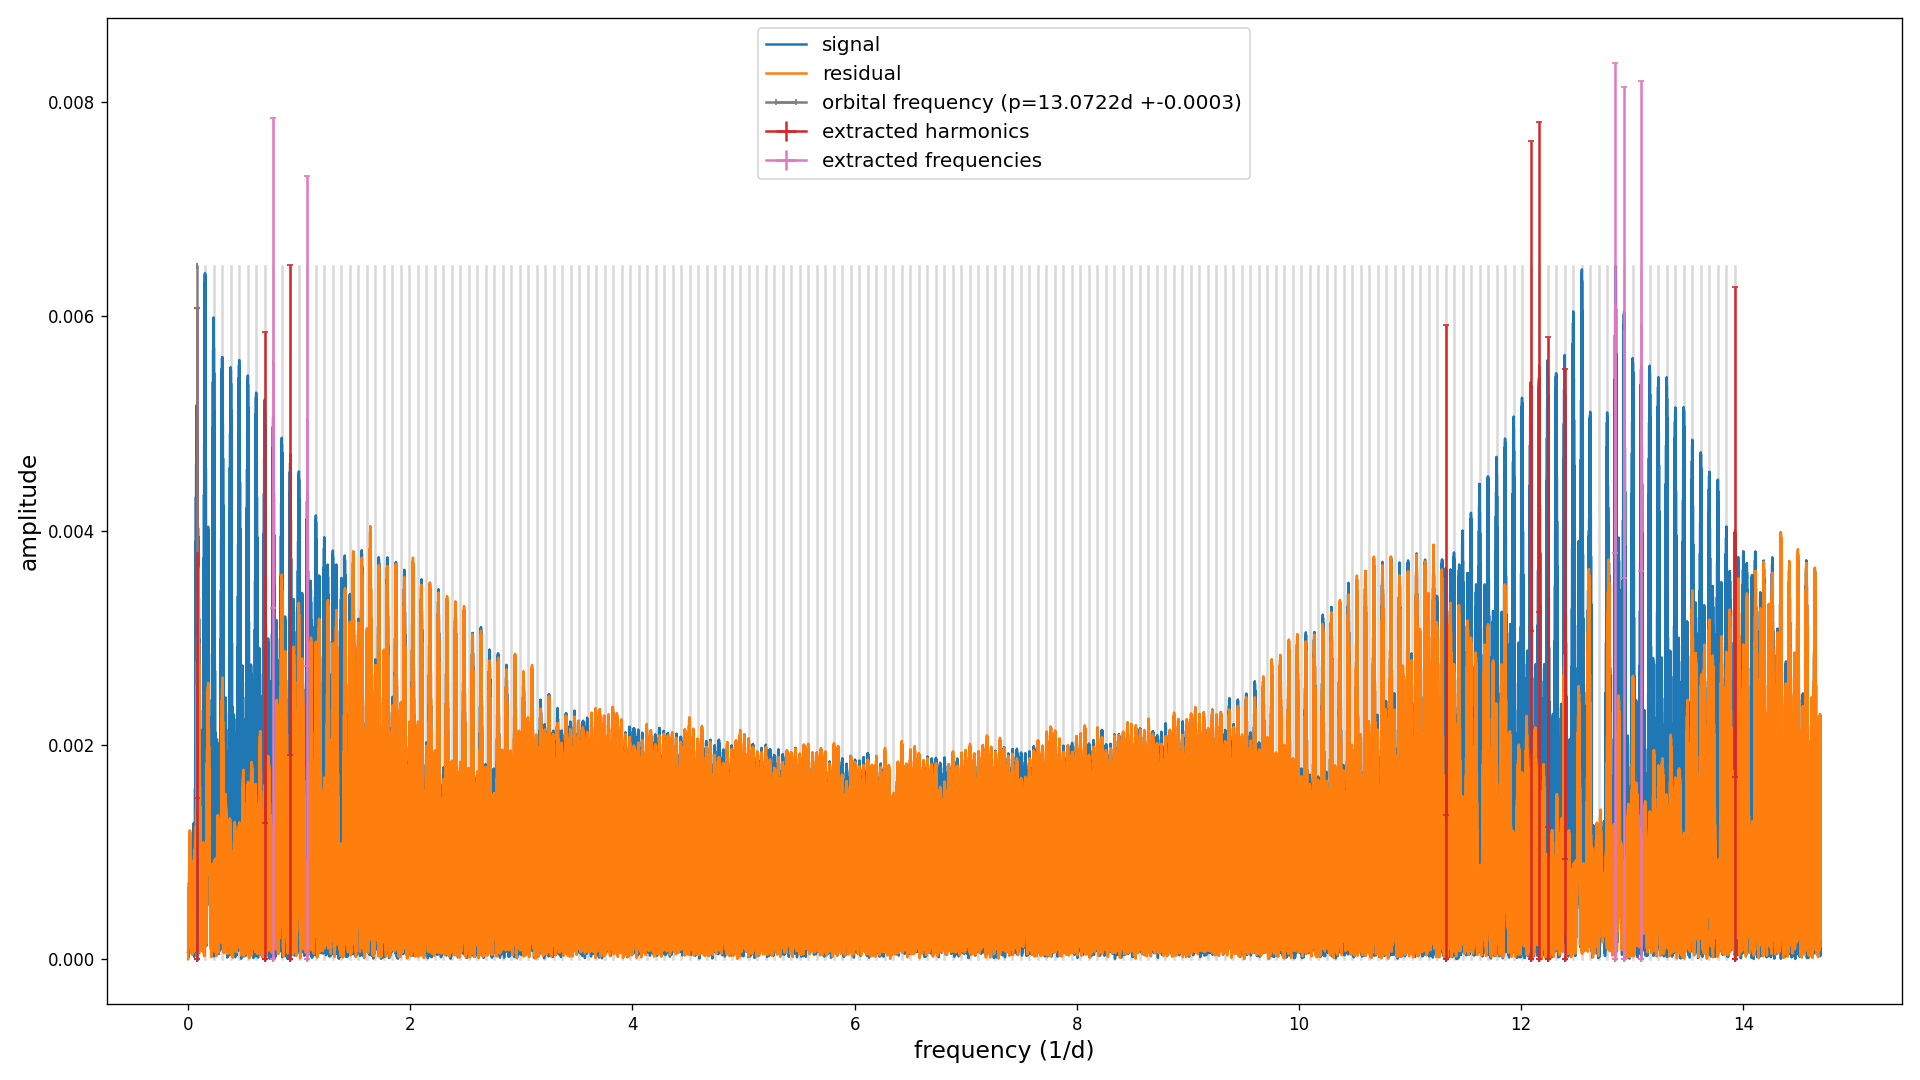 signal
residual
orbital frequency (p=13.0722d +-0.0003)
extracted harmonics
extracted frequencies
0.008
0.006
0.004
0.002
0.000
amplitude
0 2 4 6 8 10 12 14
frequency (1/d)